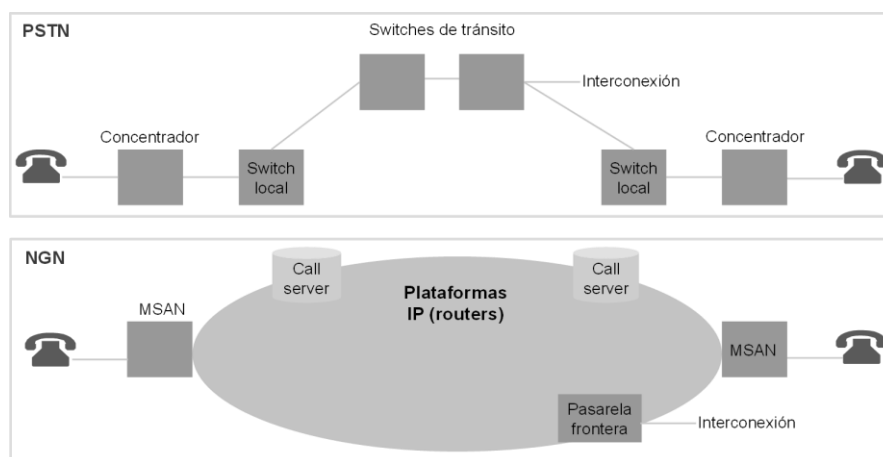 PSTN
Switches de tránsito
Interconexión
Concentrador
Concentrador
Switch
local
Switch
local
NGN
Call
server
Call
server
Plataformas
IP (routers)
MSAN
MSAN
Pasarela
frontera
Interconexión